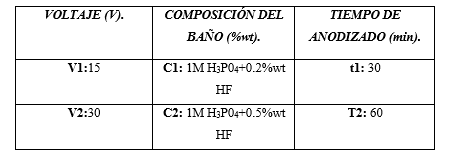 VOLTAJE (V).
COMPOSICIÓN DEL
BAÑO (%wt).
TIEMPO DE
ANODIZADO (min).
V1:15
C1: 1M H3P04+0.2%wt
HF
t1: 30
V2:30
C2: 1M H3P04+0.5%wt
HF
T2: 60